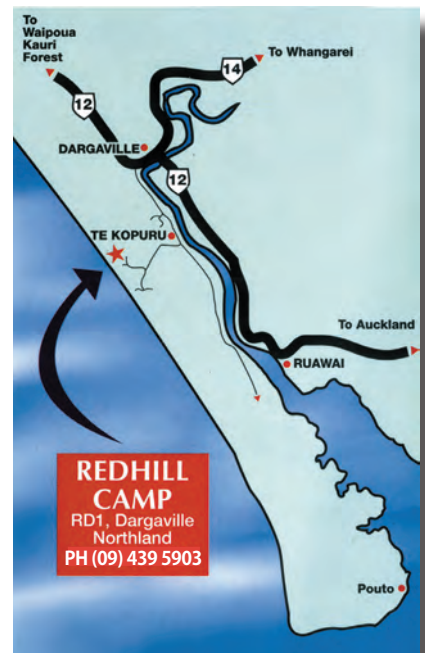 To
Waipoua
Kauri
Forest
To Whangarei
14
12
DARGAVILLE
12
TE KOPURU
To Auckland
RUAWAI
REDHILL
CAMP
RD1, Dargaville
Northland
PH (09) 439 5903
Pouto